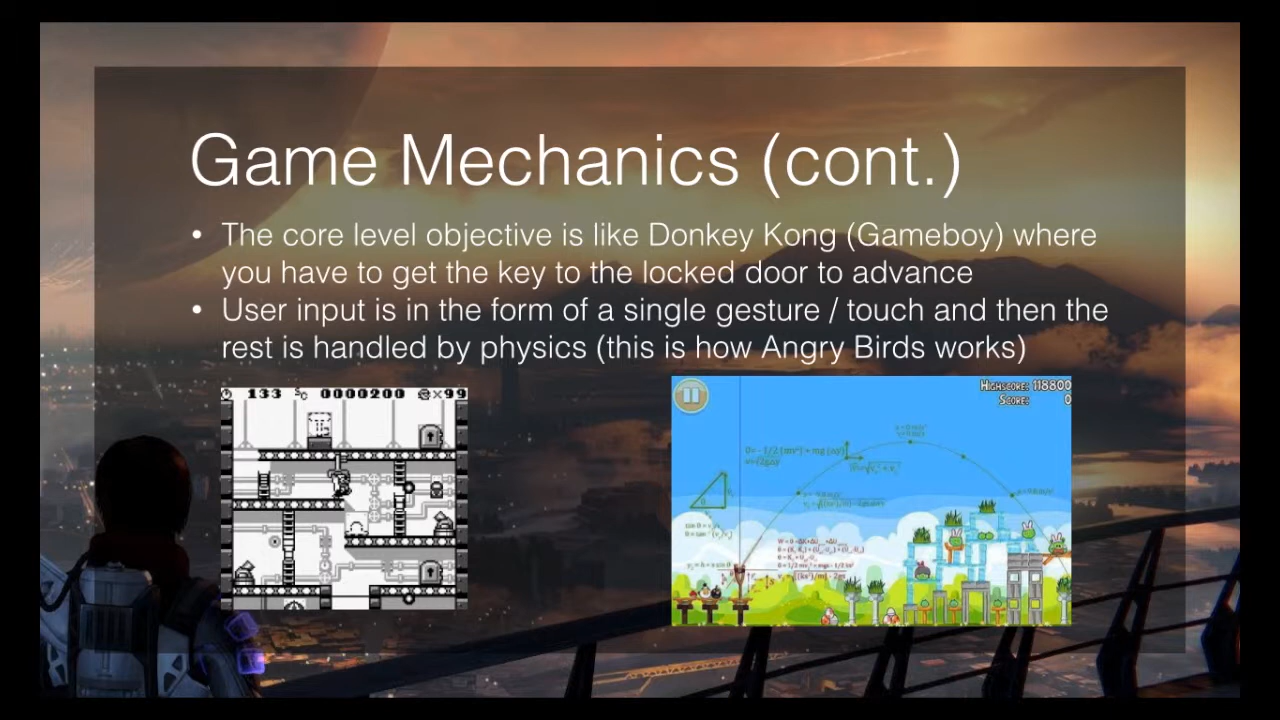 Game Mechanics (cont.)
• The core level objective is like Donkey Kong (Gameboy) where
you have to get the key to the locked door to advance
• User input is in the form of a single gesture / touch and then the
rest is handled by physics (this is how Angry Birds works)
133 0000200 ×99
HIGHSCORE: 118800
SCORE: 0